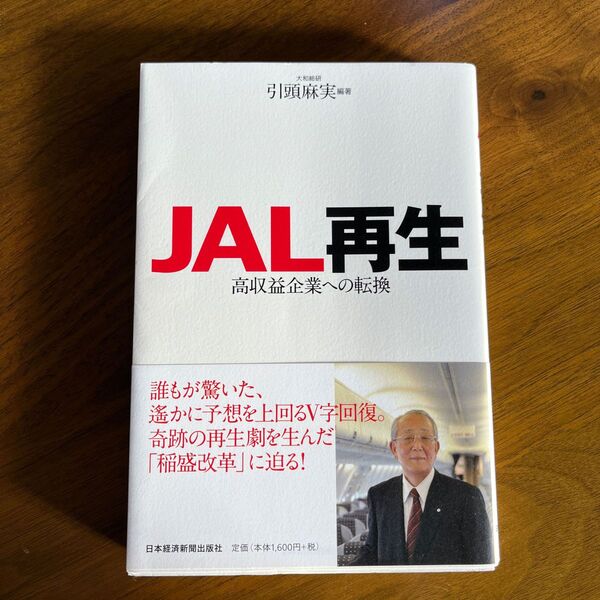 大和総研
引頭麻実編著
JAL再生
高収益企業への転換
誰もが驚いた、
遙かに予想を上回るV字回復。
奇跡の再生劇を生んだ
「稲盛改革」に迫る!
日本経済新聞出版社 定価(本体1,600円+税)